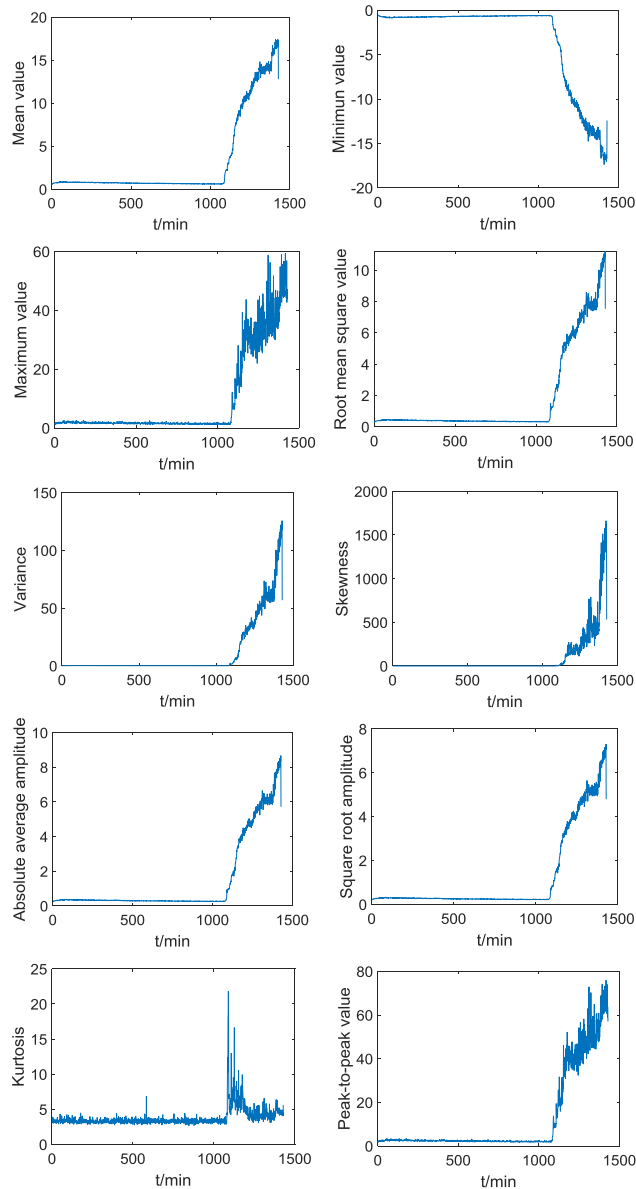 20
15
10
5
0
0 500 1000 1500
Mean value
t/min
0
-5
-10
-15
-20
0 500 1000 1500
Minimun value
t/min
60
40
20
0
0 500 1000 1500
Maximum value
t/min
10
8
6
4
2
0
0 500 1000 1500
Root mean square value
t/min
150
100
50
0
0 500 1000 1500
Variance
t/min
2000
1500
1000
500
0
0 500 1000 1500
Skewness
t/min
10
8
6
4
2
0
0 500 1000 1500
Absolute average amplitude
t/min
8
6
4
2
0
0 500 1000 1500
Square root amplitude
t/min
25
20
15
10
5
0
0 500 1000 1500
Kurtosis
t/min
80
60
40
20
0
0 500 1000 1500
Peak-to-peak value
t/min